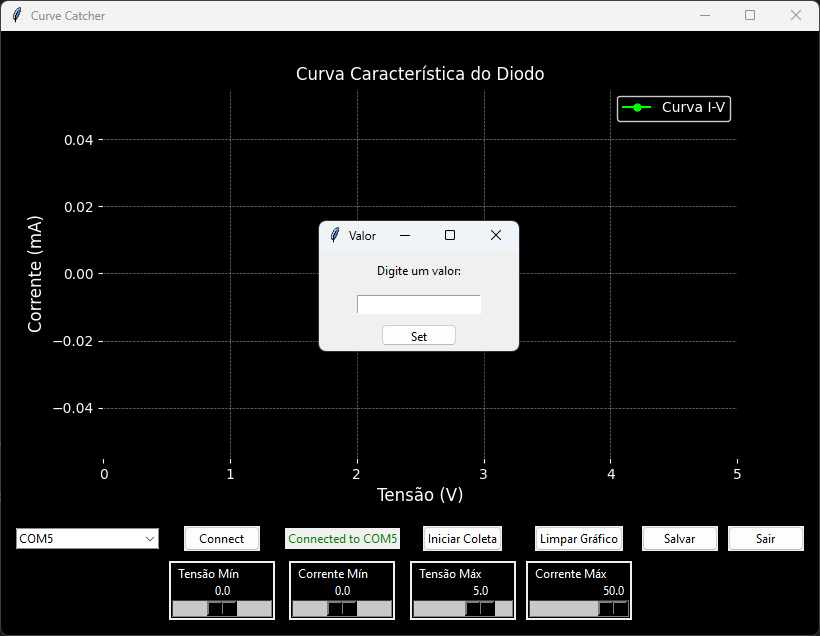 Curve Catcher
Curva Característica do Diodo
Curva I-V
0.04
0.02
0.00
−0.02
−0.04
Corrente (mA)
Valor
Digite um valor:
Set
0 1 2 3 4 5
Tensão (V)
COM5 Connect Connected to COM5 Iniciar Coleta Limpar Gráfico Salvar Sair
Tensão Mín Corrente Mín Tensão Máx Corrente Máx
0.0 0.0 5.0 50.0